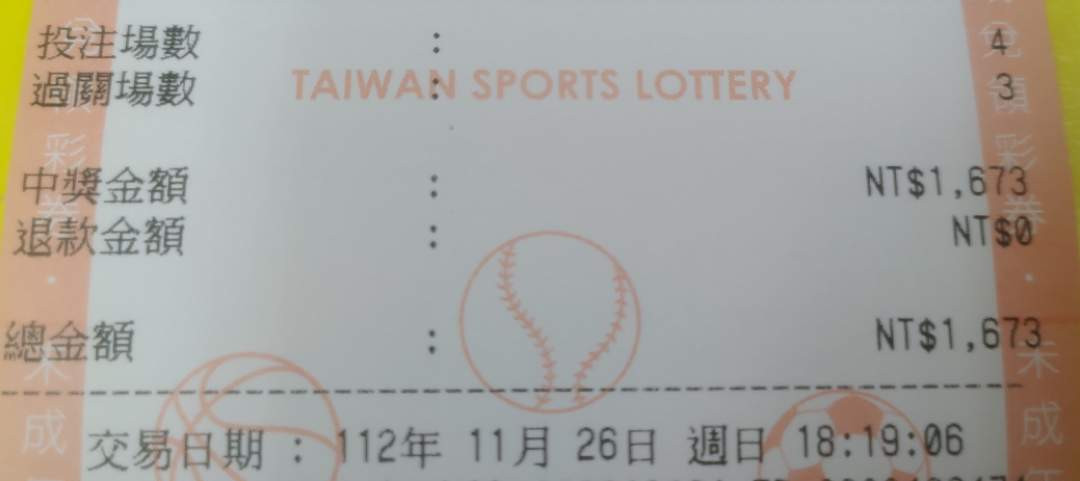 投注場數 : 4
TAIWAN SPORTS LOTTERY
過關場數 : 3
中獎金額 : NT$1,673
退款金額 : NT$0
總金額 : NT$1,673
交易日期 : 112年 11月 26日 週日 18:19:06